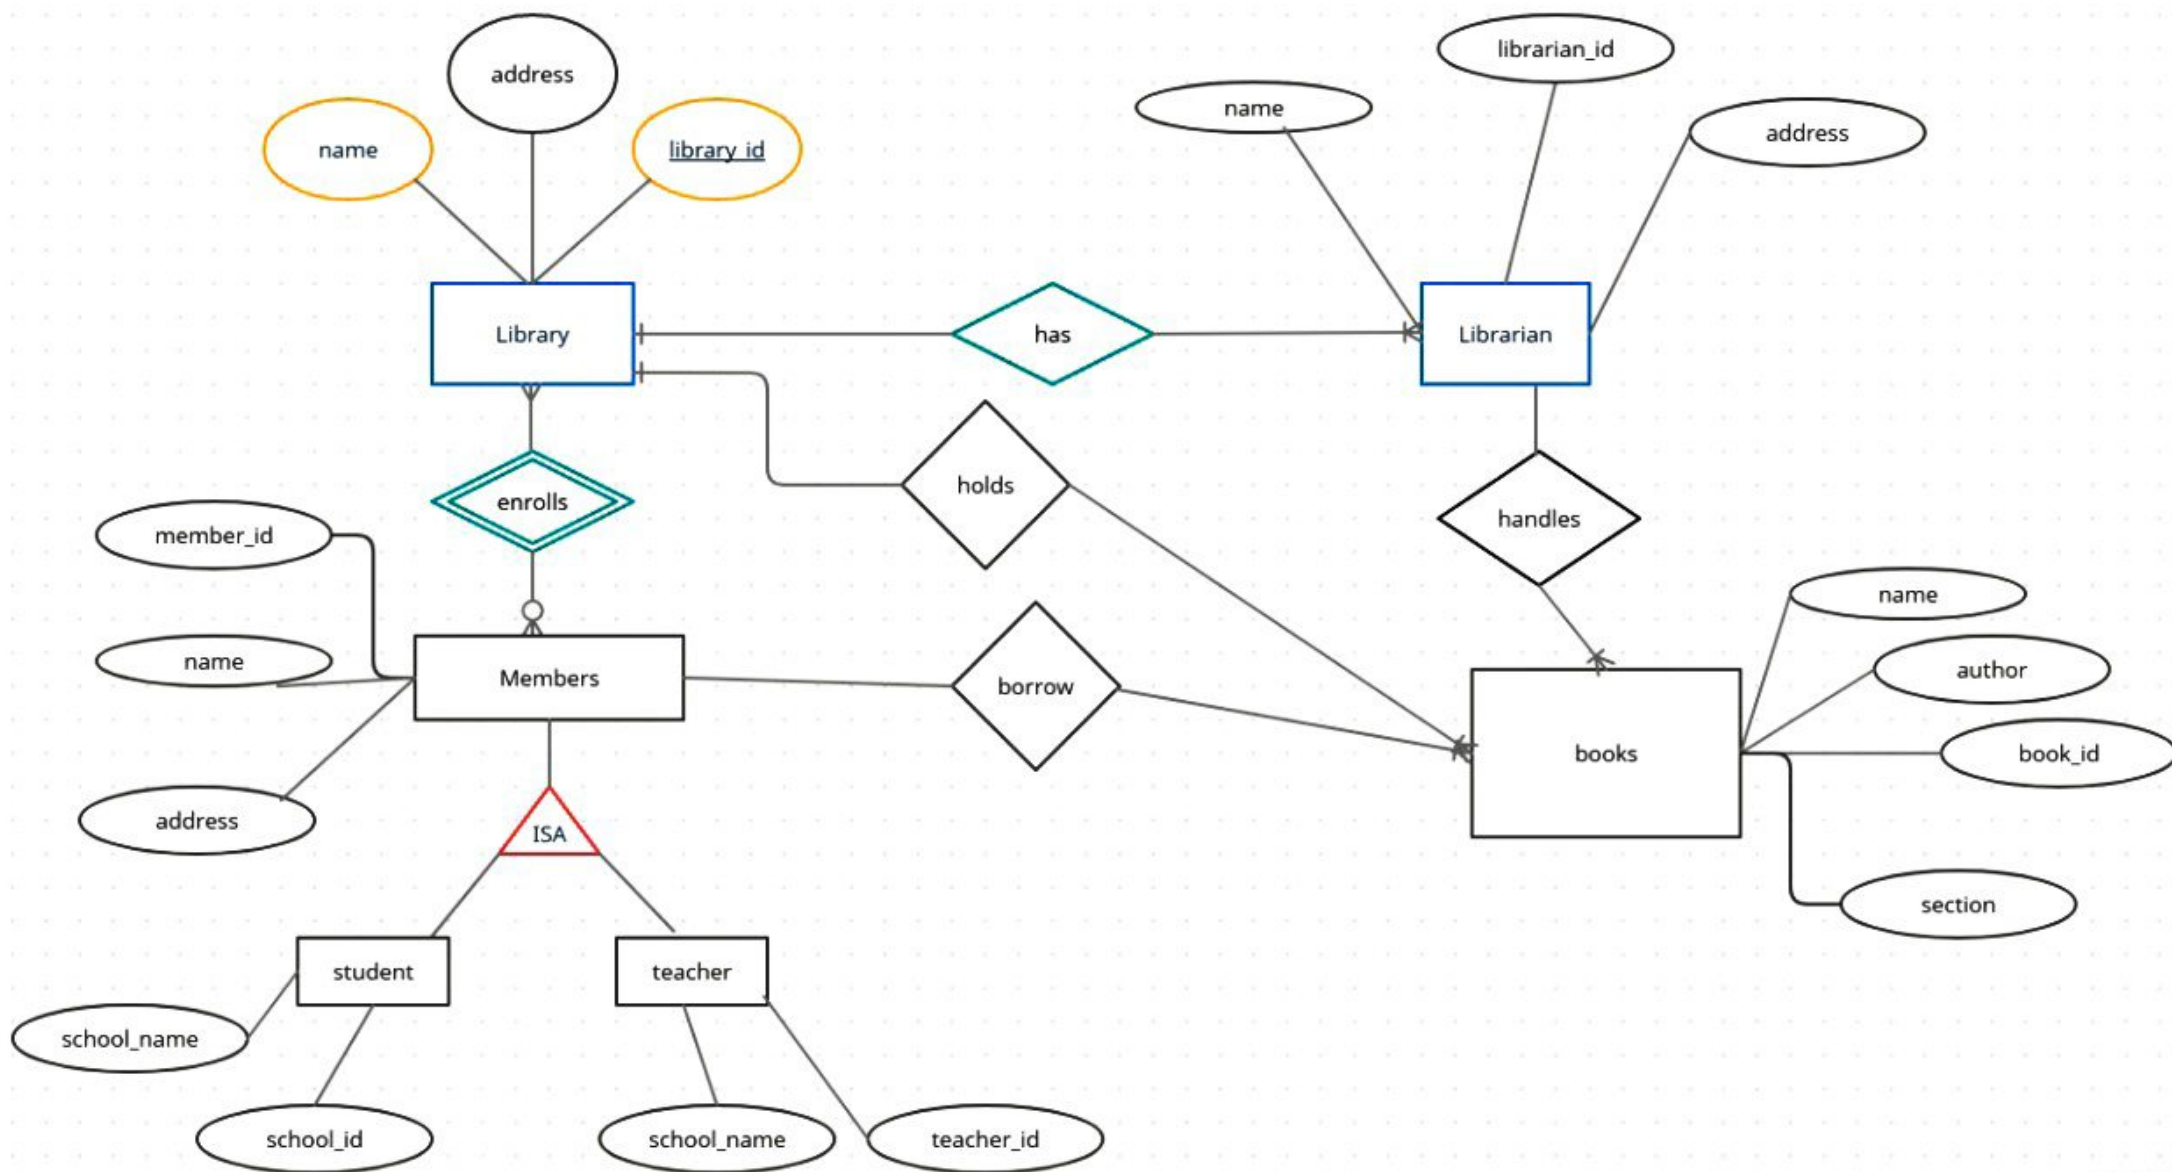 address
librarian_id
name
address
name
library_id
Library
has
Librarian
holds
enrolls
handles
member_id
name
name
author
Members
borrow
books
book_id
address
ISA
section
student
teacher
school_name
school_id
school_name
teacher_id